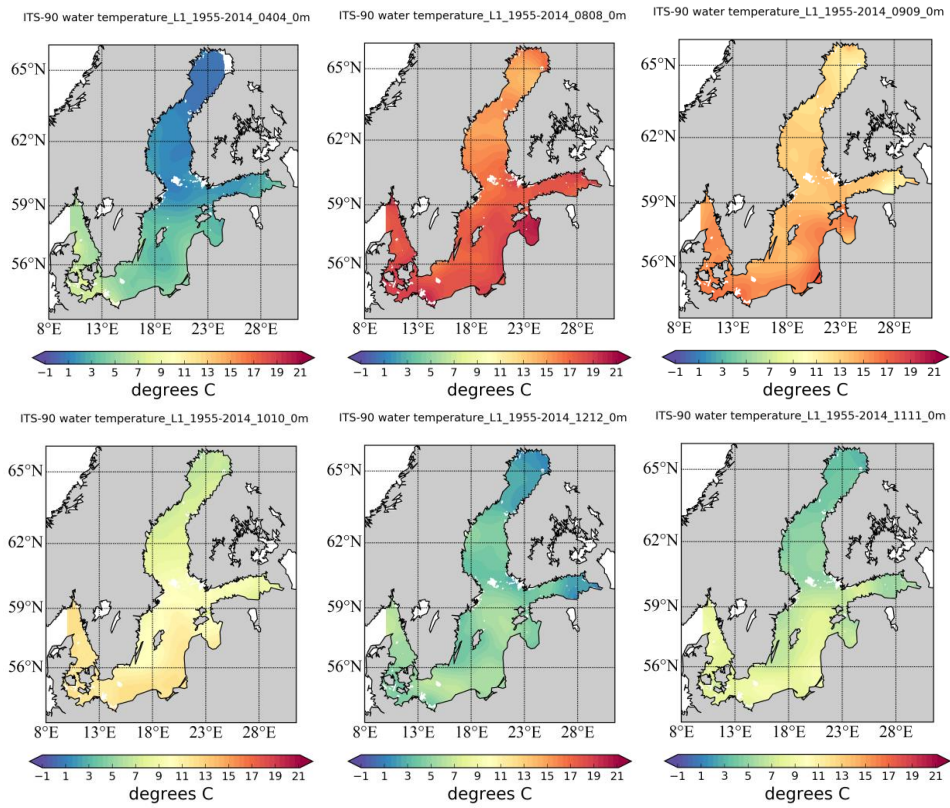 ITS-90 water temperature_L1_1955-2014_0404_0m
65°N
62°N
59°N
56°N
8°E 13°E 18°E 23°E 28°E
−1 1 3 5 7 9 11 13 15 17 19 21
degrees C
ITS-90 water temperature_L1_1955-2014_0808_0m
65°N
62°N
59°N
56°N
8°E 13°E 18°E 23°E 28°E
−1 1 3 5 7 9 11 13 15 17 19 21
degrees C
ITS-90 water temperature_L1_1955-2014_0909_0m
65°N
62°N
59°N
56°N
8°E 13°E 18°E 23°E 28°E
−1 1 3 5 7 9 11 13 15 17 19 21
degrees C
ITS-90 water temperature_L1_1955-2014_1010_0m
65°N
62°N
59°N
56°N
8°E 13°E 18°E 23°E 28°E
−1 1 3 5 7 9 11 13 15 17 19 21
degrees C
ITS-90 water temperature_L1_1955-2014_1212_0m
65°N
62°N
59°N
56°N
8°E 13°E 18°E 23°E 28°E
−1 1 3 5 7 9 11 13 15 17 19 21
degrees C
ITS-90 water temperature_L1_1955-2014_1111_0m
65°N
62°N
59°N
56°N
8°E 13°E 18°E 23°E 28°E
−1 1 3 5 7 9 11 13 15 17 19 21
degrees C